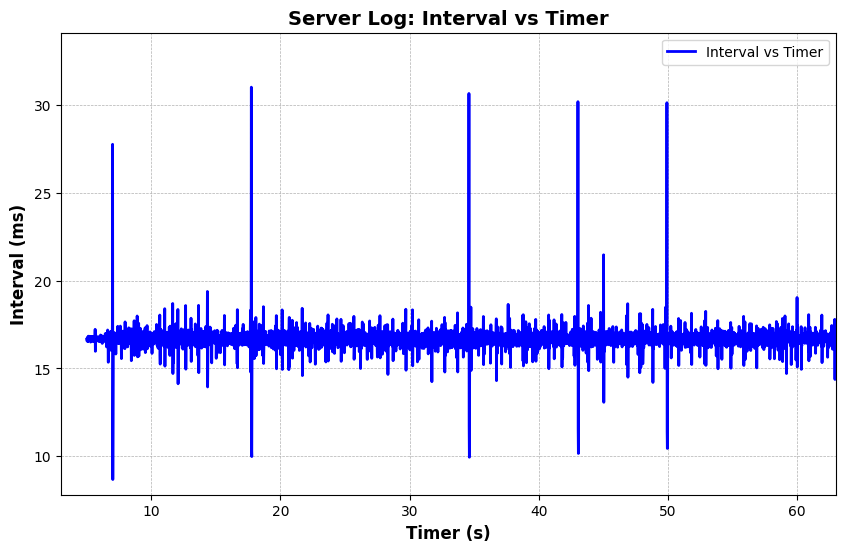 Server Log: Interval vs Timer
Interval vs Timer
30
25
20
15
10
Interval (ms)
10 20 30 40 50 60
Timer (s)